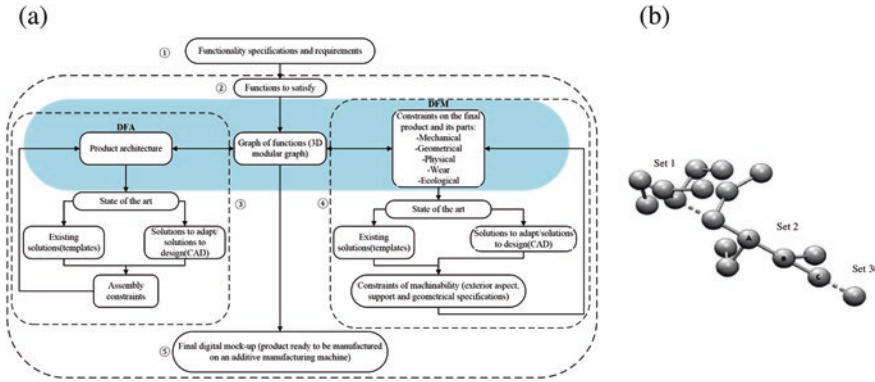 (a)
(b)
①
Functionality specifications and requirements
②
Functions to satisfy
DFA
DFM
Product architecture
Graph of functions (3D
modular graph)
Constraints on the final
product and its parts:
-Mechanical
-Geometrical
-Physical
-Wear
-Ecological
State of the art
③
④
State of the art
Existing
solutions(templates)
Solutions to adapt/
solutions to
design(CAD)
Existing
solutions(templates)
Solutions to adapt/solutions
to design(CAD)
Assembly
constraints
Constraints of machinability (exterior aspect,
support and geometrical specifications)
⑤
Final digital mock-up (product ready to be manufactured
on an additive manufacturing machine)
Set 1
Set 2
A
B
C
Set 3